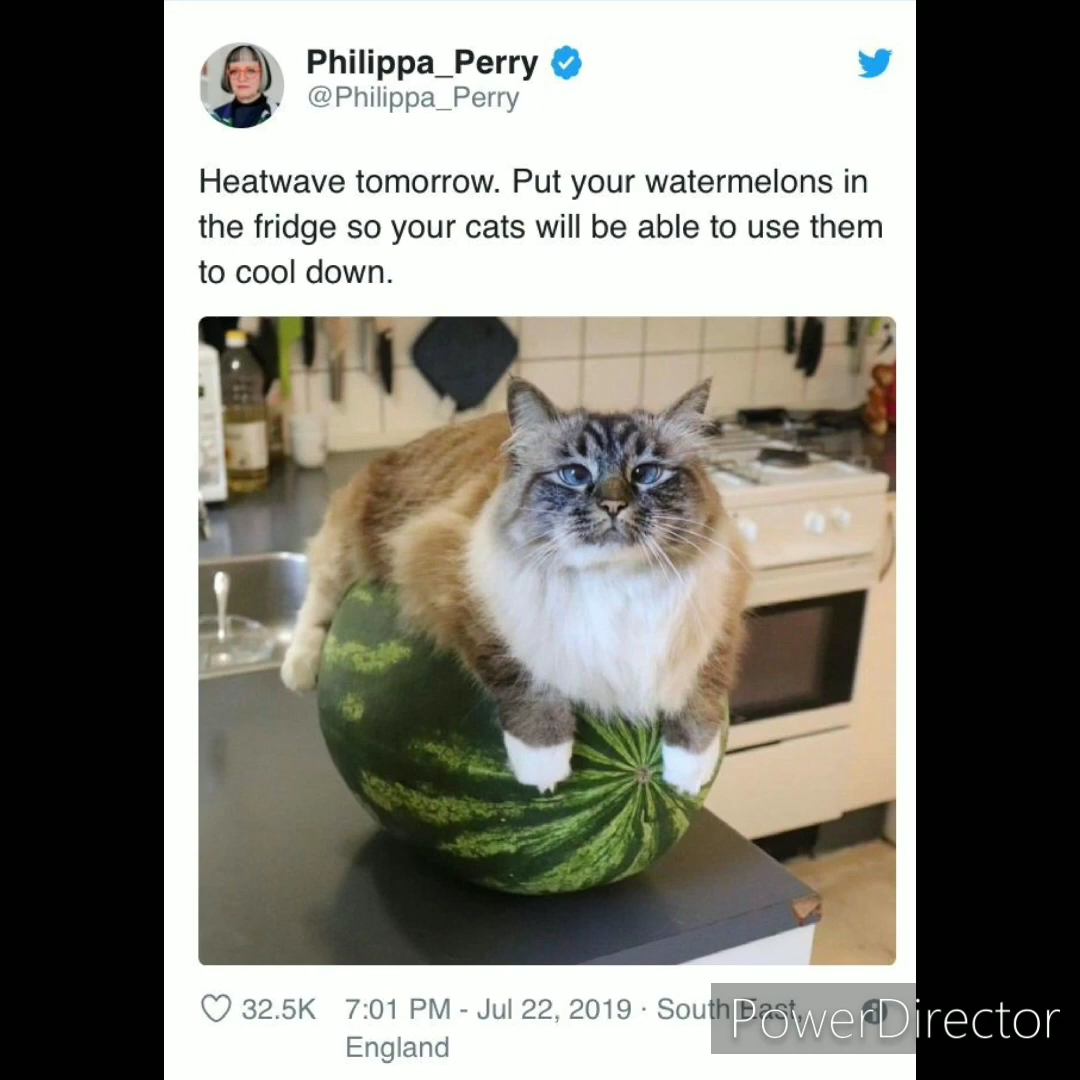 Philippa_Perry
@Philippa_Perry
Heatwave tomorrow. Put your watermelons in
the fridge so your cats will be able to use them
to cool down.
32.5K 7:01 PM - Jul 22, 2019 · South East,
England
PowerDirector